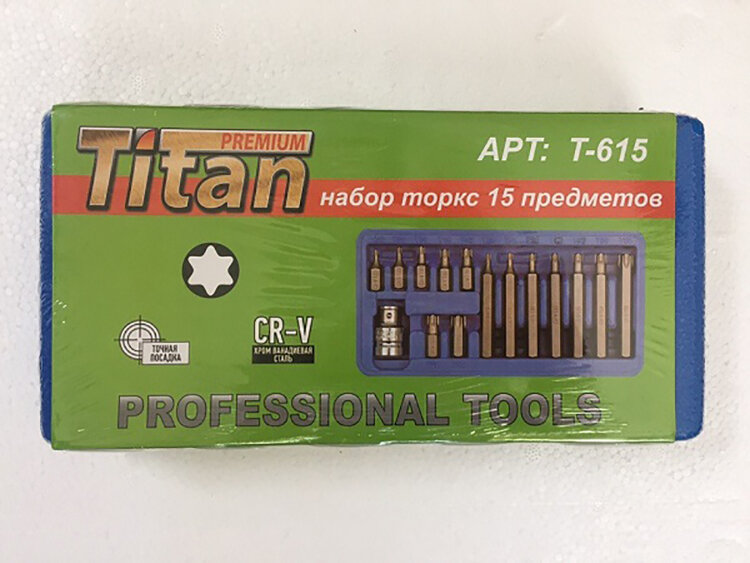 PREMIUM
Titan
АРТ: Т-615
набор торкс 15 предметов
ТОЧНАЯ
ПОСАДКА
CR-V
ХРОМ ВАНАДИЕВАЯ
СТАЛЬ
PROFESSIONAL TOOLS